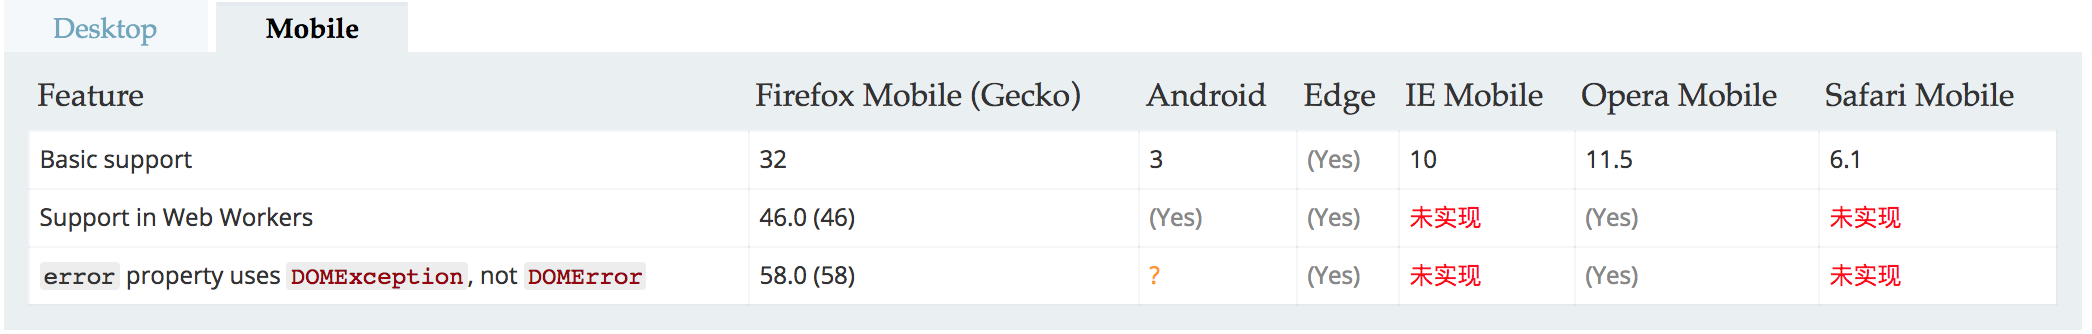 Desktop Mobile
Feature Firefox Mobile (Gecko) Android Edge IE Mobile Opera Mobile Safari Mobile
Basic support 32 3 (Yes) 10 11.5 6.1
Support in Web Workers 46.0 (46) (Yes) (Yes) 未实现 (Yes) 未实现
error property uses DOMException, not DOMError 58.0 (58) ? (Yes) 未实现 (Yes) 未实现